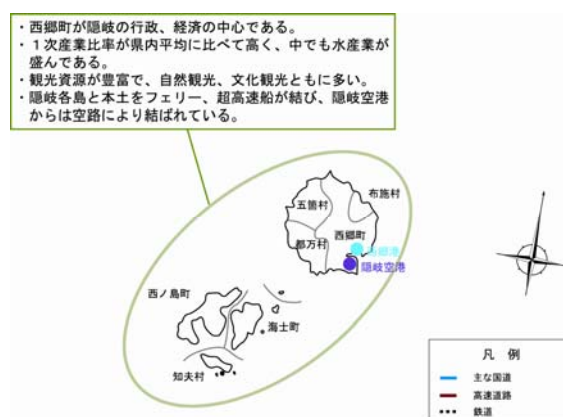 ・西郷町が隠岐の行政、経済の中心である。
・１次産業比率が県内平均に比べて高く、中でも水産業が
盛んである。
・観光資源が豊富で、自然観光、文化観光ともに多い。
・隠岐各島と本土をフェリー、超高速船が結び、隠岐空港
からは空路により結ばれている。
布施村
五箇村
西郷町
都万村
西郷港
隠岐空港
西ノ島町
海士町
知夫村
凡 例
主な国道
高速道路
鉄道